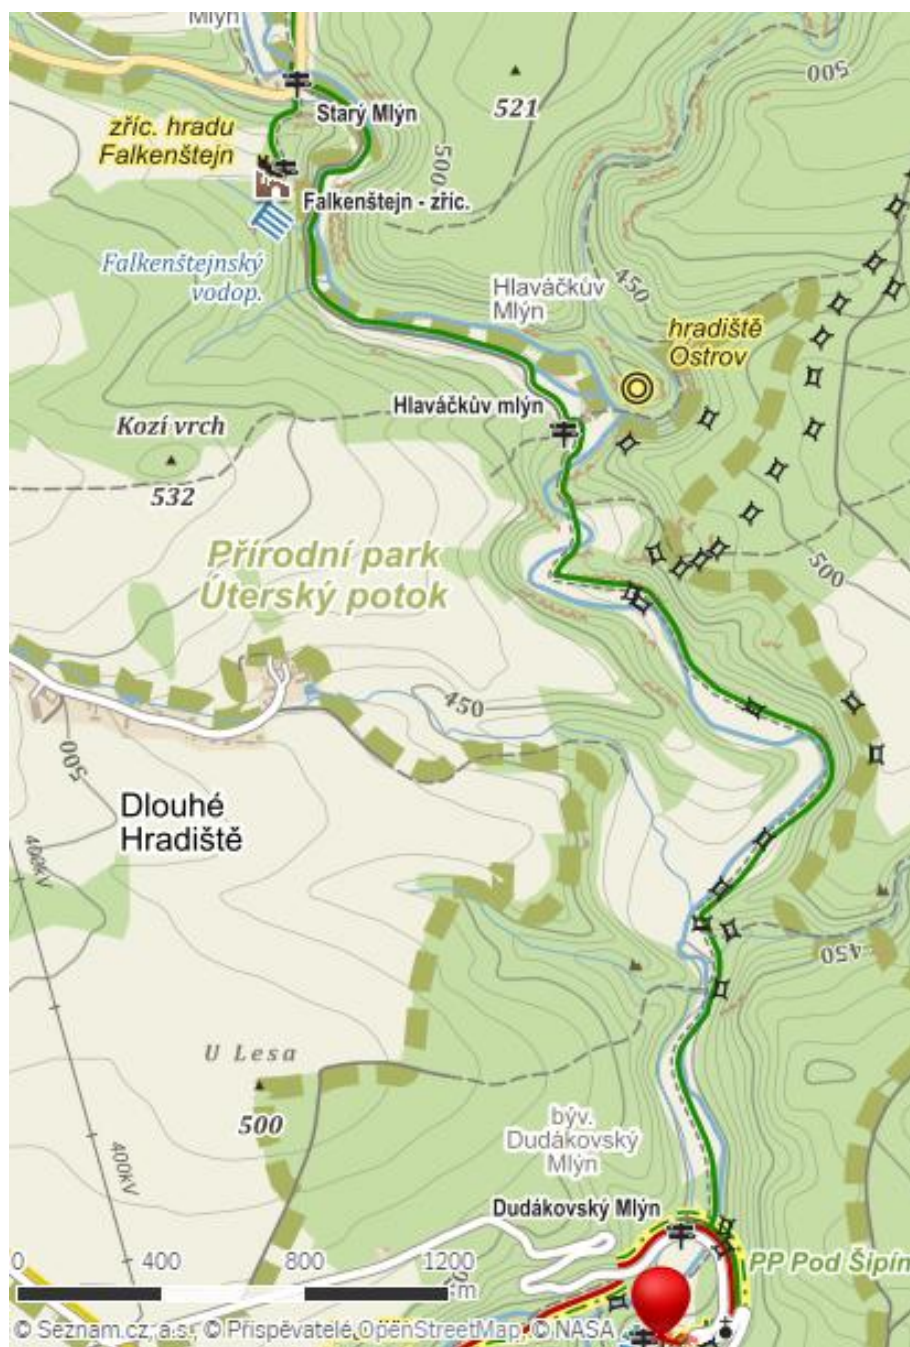 Mlýn
500
521
Starý Mlýn
zříc. hradu
Falkenštejn
500
Falkenštejn - zříc.
Falkenštejnský
vodop.
Hlaváčkův
Mlýn
450
hradiště
Ostrov
Hlaváčkův mlýn
Kozí vrch
532
Přírodní park
Úterský potok
500
450
500
Dlouhé
Hradiště
400kV
450
U Lesa
500
býv.
Dudákovský
Mlýn
400kV
Dudákovský Mlýn
PP Pod Šipín
0 400 800 1200
m
© Seznam.cz, a.s., © Přispěvatelé OpenStreetMap, © NASA